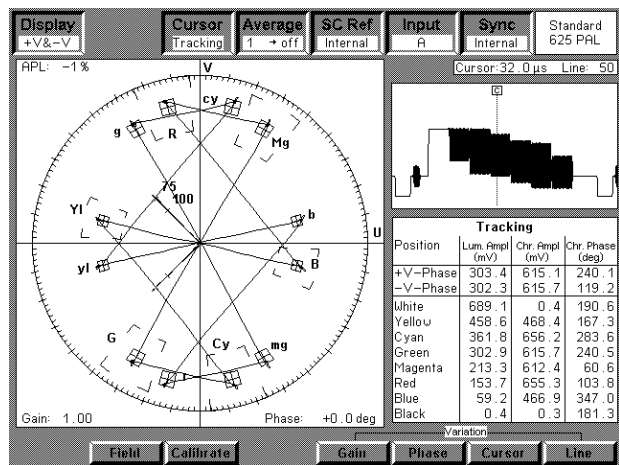 Display
+V&−V
Cursor
Tracking
Average
1 → off
SC Ref
Internal
Input
A
Sync
Internal
Standard
625 PAL
APL: −1%
V
U
g
R
cy
Mg
75
100
Yl
b
yl
B
G
Cy
mg
Gain: 1.00
Phase: +0.0 deg
Cursor:32.0 µs Line: 50
C
Tracking
Position Lum. Ampl (mV) Chr. Ampl (mV) Chr. Phase (deg)
+V−Phase 303.4 615.1 240.1
−V−Phase 302.3 615.7 119.2
White 689.1 0.4 190.6
Yellow 458.6 468.4 167.3
Cyan 361.8 656.2 283.6
Green 302.9 615.7 240.5
Magenta 213.3 612.4 60.6
Red 153.7 655.3 103.8
Blue 59.2 466.9 347.0
Black 0.4 0.3 181.3
Variation
Field
Calibrate
Gain
Phase
Cursor
Line